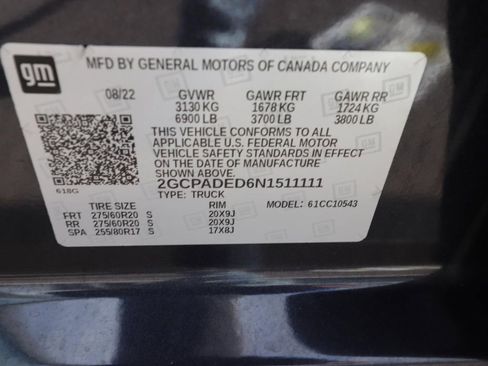 gm
MFD BY GENERAL MOTORS OF CANADA COMPANY
08/22 GVWR GAWR FRT GAWR RR
3130 KG 1678 KG 1724 KG
6900 LB 3700 LB 3800 LB
THIS VEHICLE CONFORMS TO ALL
APPLICABLE U.S. FEDERAL MOTOR
VEHICLE SAFETY STANDARDS IN
EFFECT ON THE DATE OF MANUFACTURE
SHOWN ABOVE.
2GCPADED6N1511111
618G
TYPE: TRUCK MODEL: 61CC10543
TIRE SIZE RIM
FRT 275/60R20 S 20X9J
RR 275/60R20 S 20X9J
SPA 255/80R17 S 17X8J